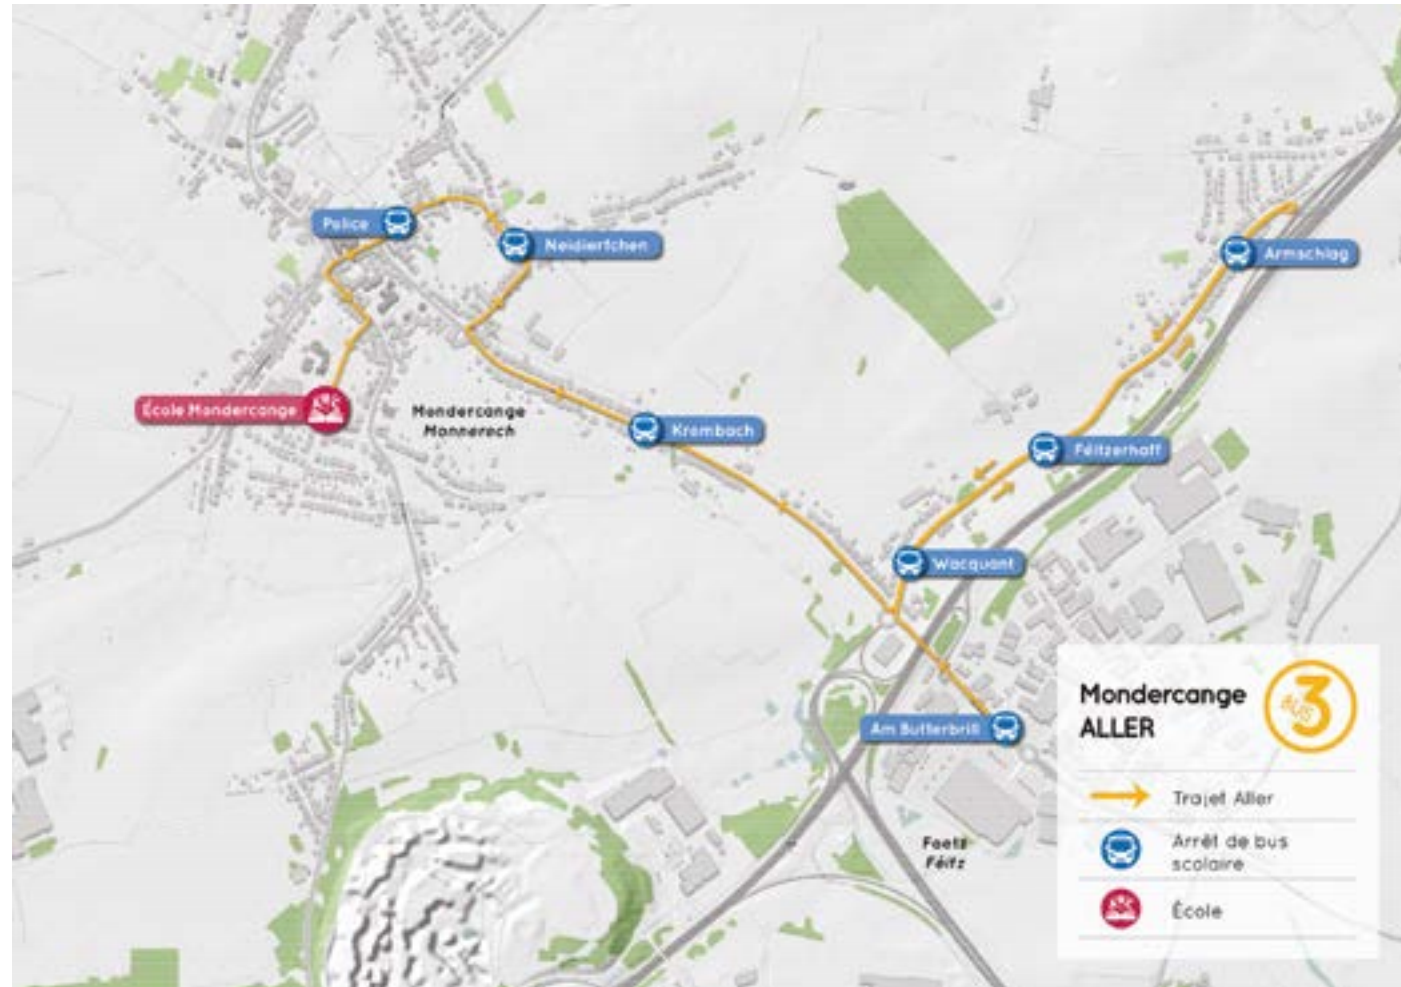 Police
Neidierfchen
Armschlag
École Mondercange
Mondercange
Monnerech
Krembach
Féitzerhaff
Wacquant
Am Butterbrill
Foetz
Féitz
Mondercange
ALLER
BUS 3
Trajet Aller
Arrêt de bus
scolaire
École